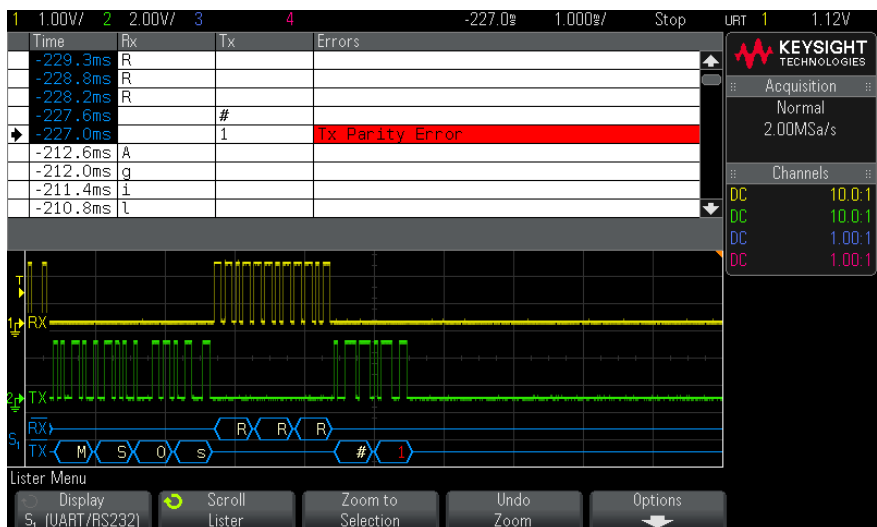 1 1.00V/ 2 2.00V/ 3 4 -227.0s 1.000s/ Stop URT 1 1.12V
Time Rx Tx Errors
-229.3ms R
-228.8ms R
-228.2ms R
-227.6ms #
-227.0ms 1 Tx Parity Error
-212.6ms A
-212.0ms g
-211.4ms i
-210.8ms l
KEYSIGHT
TECHNOLOGIES
Acquisition
Normal
2.00MSa/s
Channels
DC 10.0:1
DC 10.0:1
DC 1.00:1
DC 1.00:1
T
1 RX
2 TX
S1 RX R R R
TX M S O s # 1
Lister Menu
Display Scroll Zoom to Undo Options
S1 (UART/RS232) Lister Selection Zoom